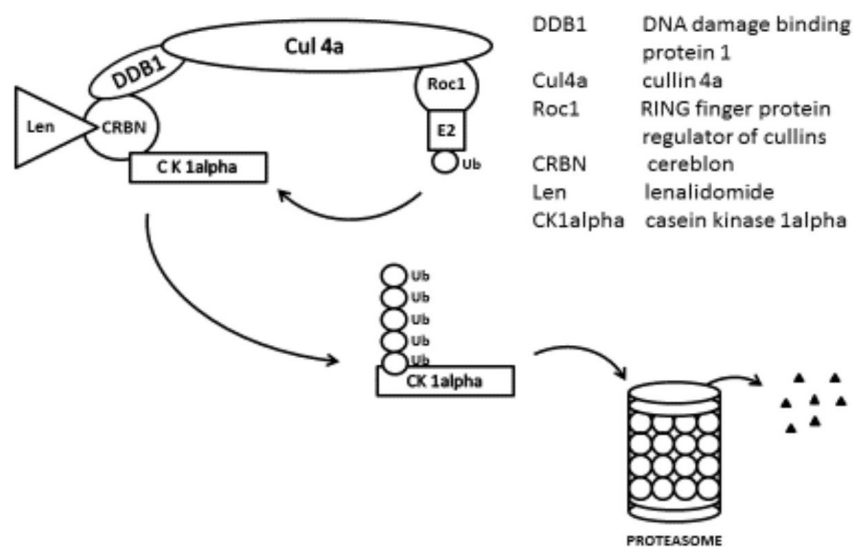 Cul 4a
DDB1
Roc1
Len
CRBN
E2
Ub
C K 1alpha
DDB1 DNA damage binding
protein 1
Cul4a cullin 4a
Roc1 RING finger protein
regulator of cullins
CRBN cereblon
Len lenalidomide
CK1alpha casein kinase 1alpha
Ub
Ub
Ub
Ub
Ub
CK 1alpha
PROTEASOME